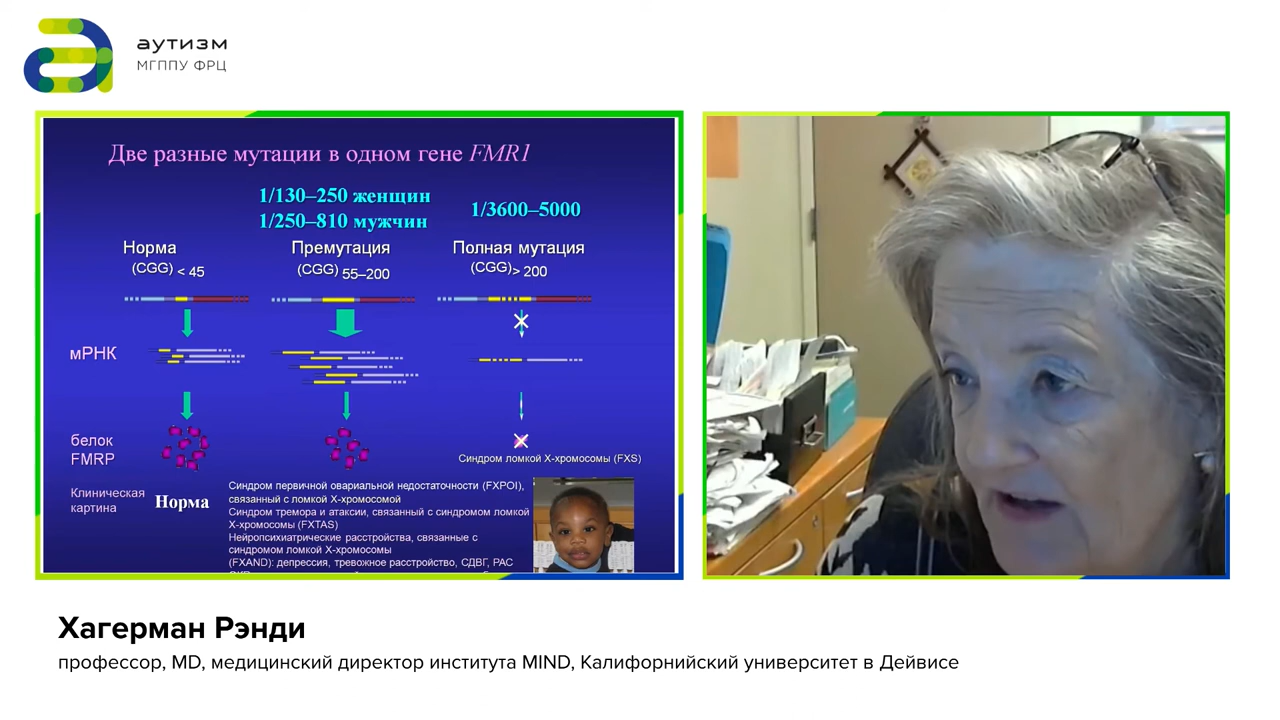 аутизм
МГППУ ФРЦ
Две разные мутации в одном гене FMR1
1/130–250 женщин
1/250–810 мужчин
1/3600–5000
Норма
(CGG) < 45
Премутация
(CGG) 55–200
Полная мутация
(CGG)> 200
мРНК
белок
FMRP
Синдром ломкой X-хромосомы (FXS)
Клиническая
картина
Норма
Синдром первичной овариальной недостаточности (FXPOI),
связанный с ломкой X-хромосомой
Синдром тремора и атаксии, связанный с синдромом ломкой
X-хромосомы (FXTAS)
Нейропсихиатрические расстройства, связанные с
синдромом ломкой X-хромосомы
(FXAND): депрессия, тревожное расстройство, СДВГ, РАС
Хагерман Рэнди
профессор, MD, медицинский директор института MIND, Калифорнийский университет в Дейвисе